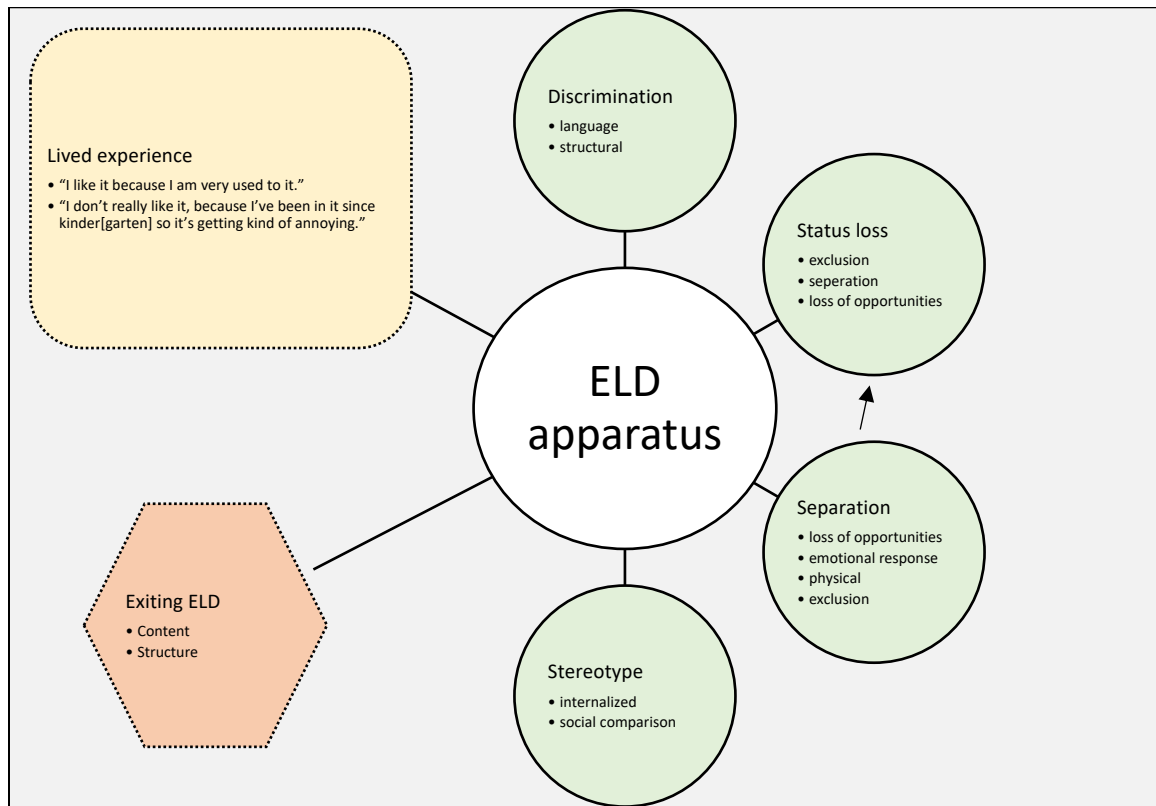 Discrimination
• language
• structural
Lived experience
• “I like it because I am very used to it.”
• “I don’t really like it, because I’ve been in it since
kinder[garten] so it’s getting kind of annoying.”
Status loss
• exclusion
• seperation
• loss of opportunities
ELD
apparatus
Separation
• loss of opportunities
• emotional response
• physical
• exclusion
Exiting ELD
• Content
• Structure
Stereotype
• internalized
• social comparison